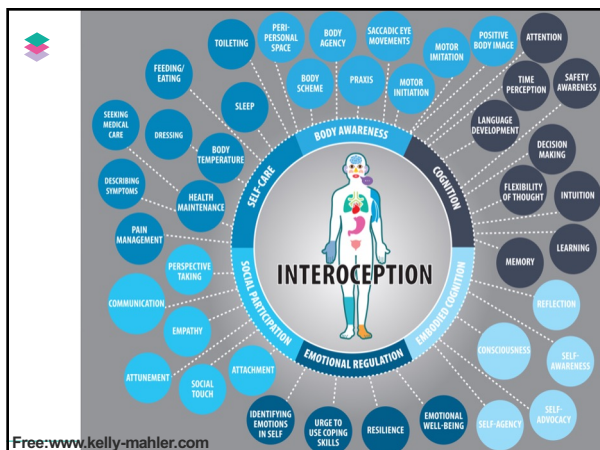 TOILETING
PERI-
PERSONAL
SPACE
BODY
AGENCY
SACCADIC EYE
MOVEMENTS
MOTOR
IMITATION
POSITIVE
BODY IMAGE
ATTENTION
FEEDING/
EATING
BODY
SCHEME
PRAXIS
MOTOR
INITIATION
TIME
PERCEPTION
SAFETY
AWARENESS
SLEEP
SEEKING
MEDICAL
CARE
DRESSING
BODY
TEMPERATURE
LANGUAGE
DEVELOPMENT
DECISION
MAKING
DESCRIBING
SYMPTOMS
HEALTH
MAINTENANCE
FLEXIBILITY
OF THOUGHT
INTUITION
PAIN
MANAGEMENT
MEMORY
LEARNING
BODY AWARENESS
SELF-CARE
COGNITION
INTEROCEPTION
SOCIAL PARTICIPATION
EMBODIED COGNITION
EMOTIONAL REGULATION
PERSPECTIVE
TAKING
COMMUNICATION
EMPATHY
ATTUNEMENT
SOCIAL
TOUCH
ATTACHMENT
REFLECTION
CONSCIOUSNESS
SELF-
AWARENESS
SELF-
ADVOCACY
SELF-AGENCY
IDENTIFYING
EMOTIONS
IN SELF
URGE TO
USE COPING
SKILLS
RESILIENCE
EMOTIONAL
WELL-BEING
Free:www.kelly-mahler.com